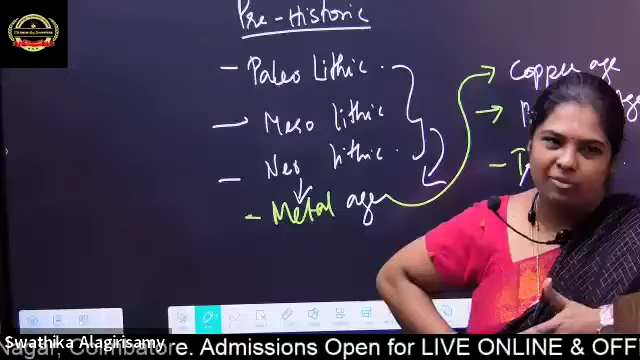 Pre-Historic
- Paleo Lithic
- Meso lithic
- Neo lithic
- Metal age
→ Copper age
→
-
Swathika Alagirisamy
Nagar, Coimbatore. Admissions Open for LIVE ONLINE & OFF